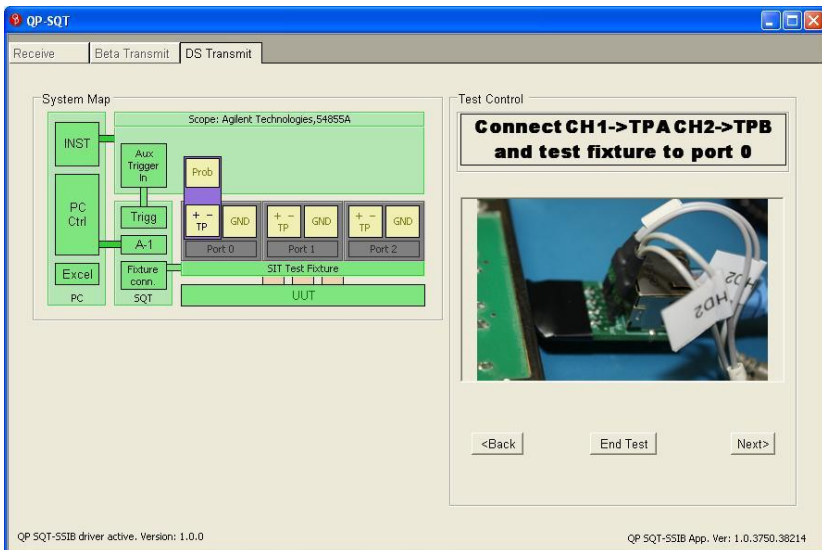 QP-SQT
Receive
Beta Transmit
DS Transmit
System Map
Scope: Agilent Technologies,54855A
INST
Aux
Trigger
In
Prob
PC
Ctrl
Trigg
A-1
+ -
TP
GND
+ -
TP
GND
+ -
TP
GND
Port 0
Port 1
Port 2
Excel
PC
Fixture
conn.
SQT
SIT Test Fixture
UUT
Test Control
Connect CH1->TPA CH2->TPB
and test fixture to port 0
HD2
HD2
<Back
End Test
Next>
QP SQT-SSIB driver active. Version: 1.0.0
QP SQT-SSIB App. Ver: 1.0.3750.38214